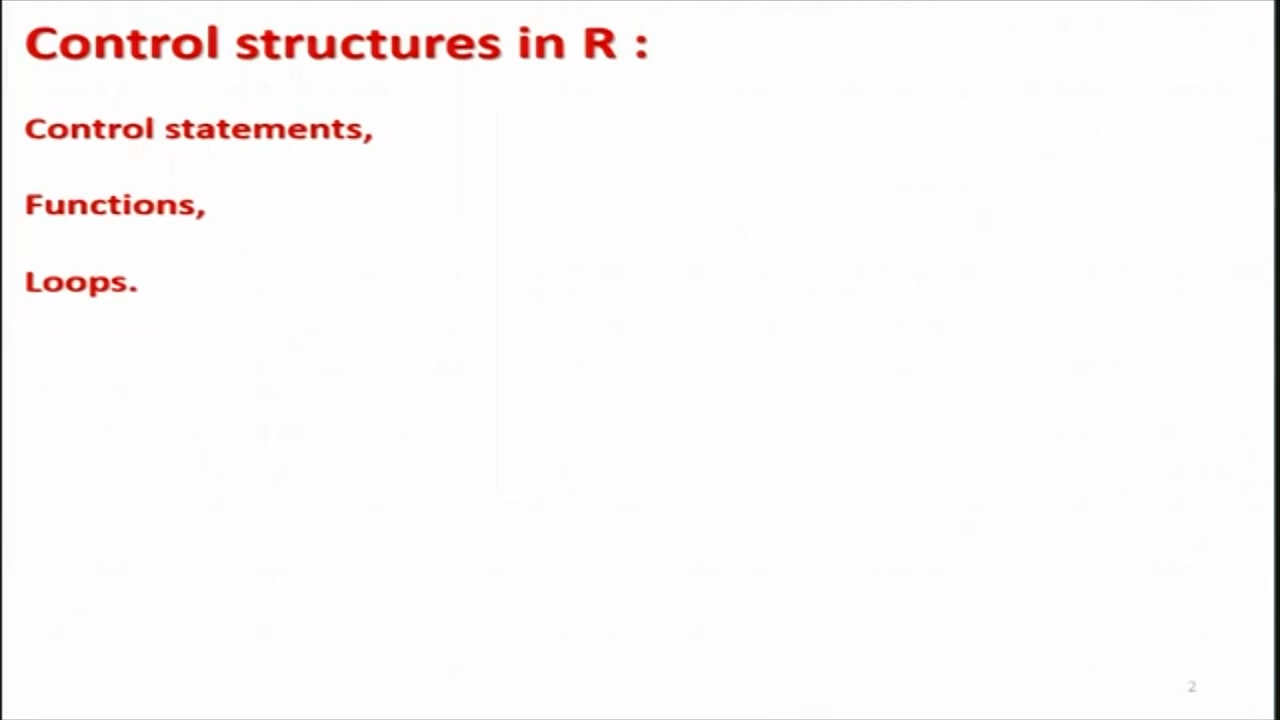 Control structures in R :
Control statements,
Functions,
Loops.
2